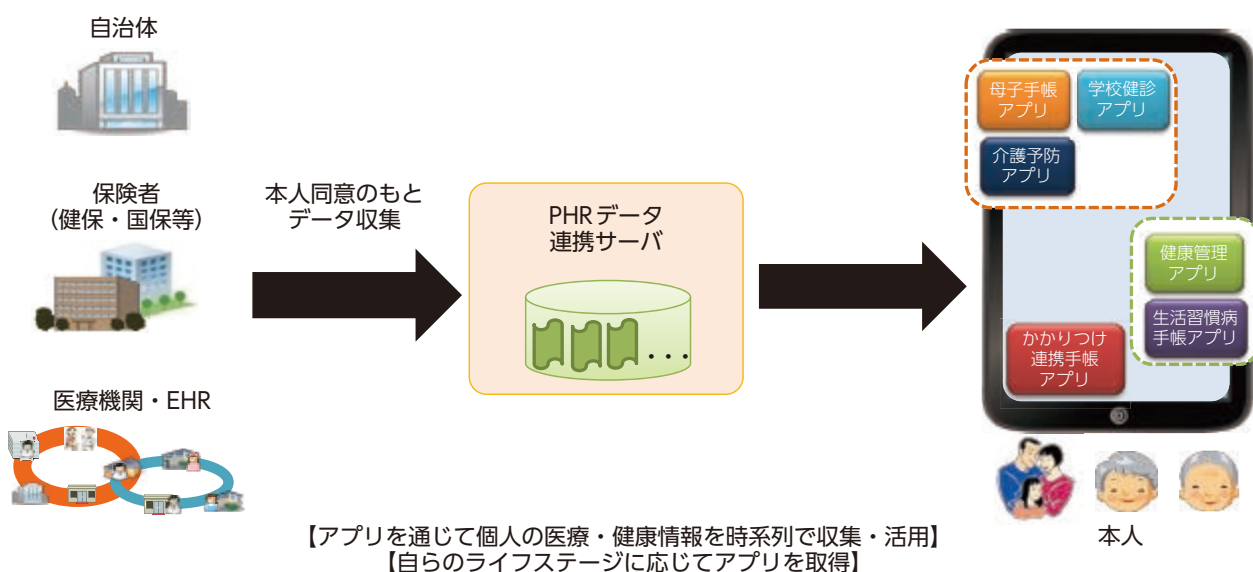 自治体
保険者
（健保・国保等）
医療機関・EHR
本人同意のもと
データ収集
PHRデータ
連携サーバ
母子手帳
アプリ
学校健診
アプリ
介護予防
アプリ
健康管理
アプリ
生活習慣病
手帳アプリ
かかりつけ
連携手帳
アプリ
本人
【アプリを通じて個人の医療・健康情報を時系列で収集・活用】
【自らのライフステージに応じてアプリを取得】